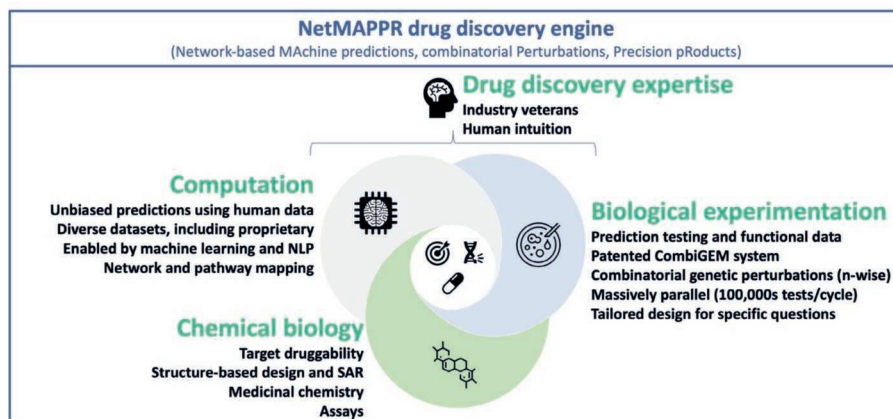 NetMAPPR drug discovery engine
(Network-based MAchine predictions, combinatorial Perturbations, Precision pRoducts)
Drug discovery expertise
Industry veterans
Human intuition
Computation
Unbiased predictions using human data
Diverse datasets, including proprietary
Enabled by machine learning and NLP
Network and pathway mapping
Biological experimentation
Prediction testing and functional data
Patented CombiGEM system
Combinatorial genetic perturbations (n-wise)
Massively parallel (100,000s tests/cycle)
Tailored design for specific questions
Chemical biology
Target druggability
Structure-based design and SAR
Medicinal chemistry
Assays